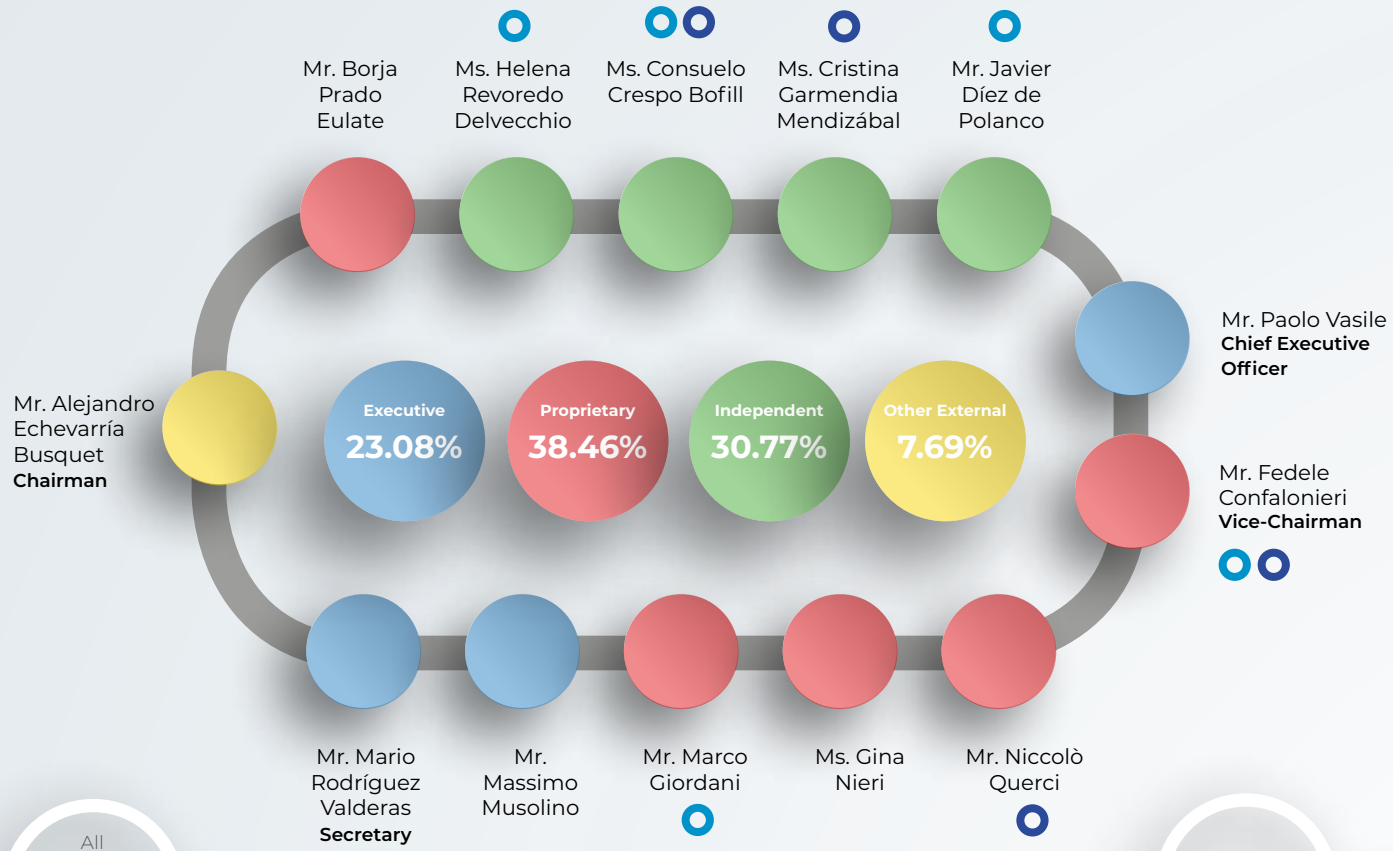 Mr. Borja
Prado
Eulate
Ms. Helena
Revoredo
Delvecchio
Ms. Consuelo
Crespo Bofill
Ms. Cristina
Garmendia
Mendizábal
Mr. Javier
Díez de
Polanco
Mr. Paolo Vasile
Chief Executive
Officer
Mr. Alejandro
Echevarría
Busquet
Chairman
Executive
23.08%
Proprietary
38.46%
Independent
30.77%
Other External
7.69%
Mr. Fedele
Confalonieri
Vice-Chairman
Mr. Mario
Rodríguez
Valderas
Secretary
Mr.
Massimo
Musolino
Mr. Marco
Giordani
Ms. Gina
Nieri
Mr. Niccolò
Querci
All